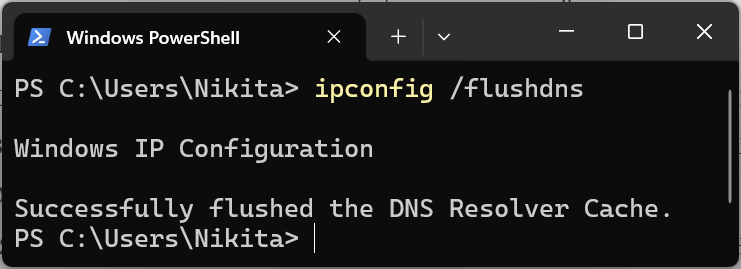 Windows PowerShell
PS C:\Users\Nikita> ipconfig /flushdns
Windows IP Configuration
Successfully flushed the DNS Resolver Cache.
PS C:\Users\Nikita>